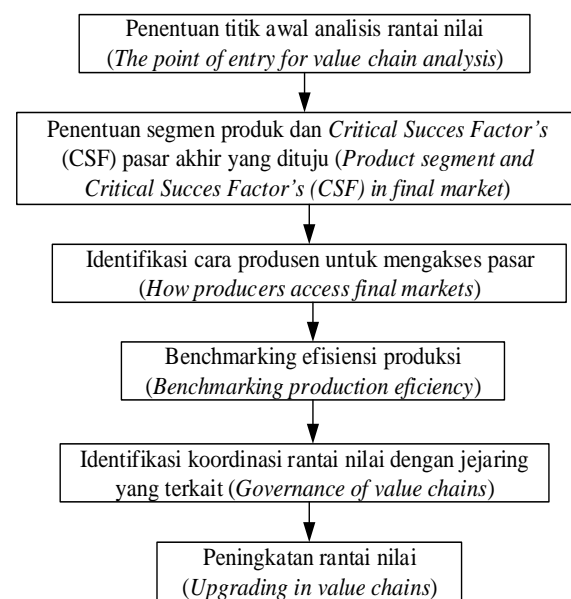 Penentuan titik awal analisis rantai nilai
(The point of entry for value chain analysis)
Penentuan segmen produk dan Critical Succes Factor's
(CSF) pasar akhir yang dituju (Product segment and
Critical Succes Factor's (CSF) in final market)
Identifikasi cara produsen untuk mengakses pasar
(How producers access final markets)
Benchmarking efisiensi produksi
(Benchmarking production eficiency)
Identifikasi koordinasi rantai nilai dengan jejaring
yang terkait (Governance of value chains)
Peningkatan rantai nilai
(Upgrading in value chains)